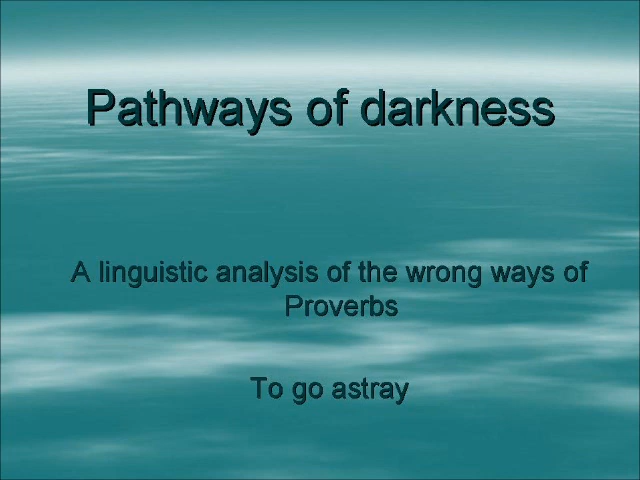 Pathways of darkness
A linguistic analysis of the wrong ways of
Proverbs
To go astray